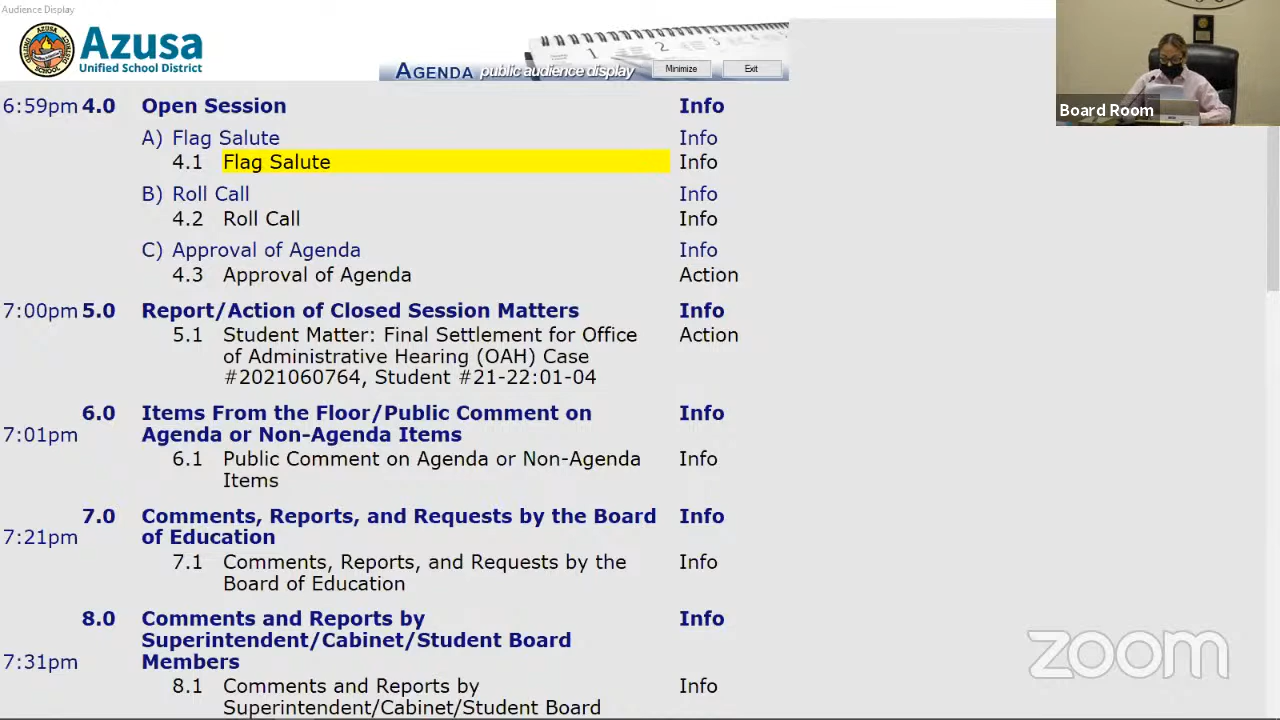 Audience Display
Azusa
Unified School District
AGENDA public audience display
Minimize
Exit
Board Room
6:59pm 4.0 Open Session Info
A) Flag Salute Info
4.1 Flag Salute Info
B) Roll Call Info
4.2 Roll Call Info
C) Approval of Agenda Info
4.3 Approval of Agenda Action
7:00pm 5.0 Report/Action of Closed Session Matters Info
5.1 Student Matter: Final Settlement for Office Action
of Administrative Hearing (OAH) Case
#2021060764, Student #21-22:01-04
6.0 Items From the Floor/Public Comment on Info
7:01pm Agenda or Non-Agenda Items
6.1 Public Comment on Agenda or Non-Agenda Info
Items
7.0 Comments, Reports, and Requests by the Board Info
7:21pm of Education
7.1 Comments, Reports, and Requests by the Info
Board of Education
8.0 Comments and Reports by Info
Superintendent/Cabinet/Student Board
7:31pm Members
8.1 Comments and Reports by Info
Superintendent/Cabinet/Student Board
zoom